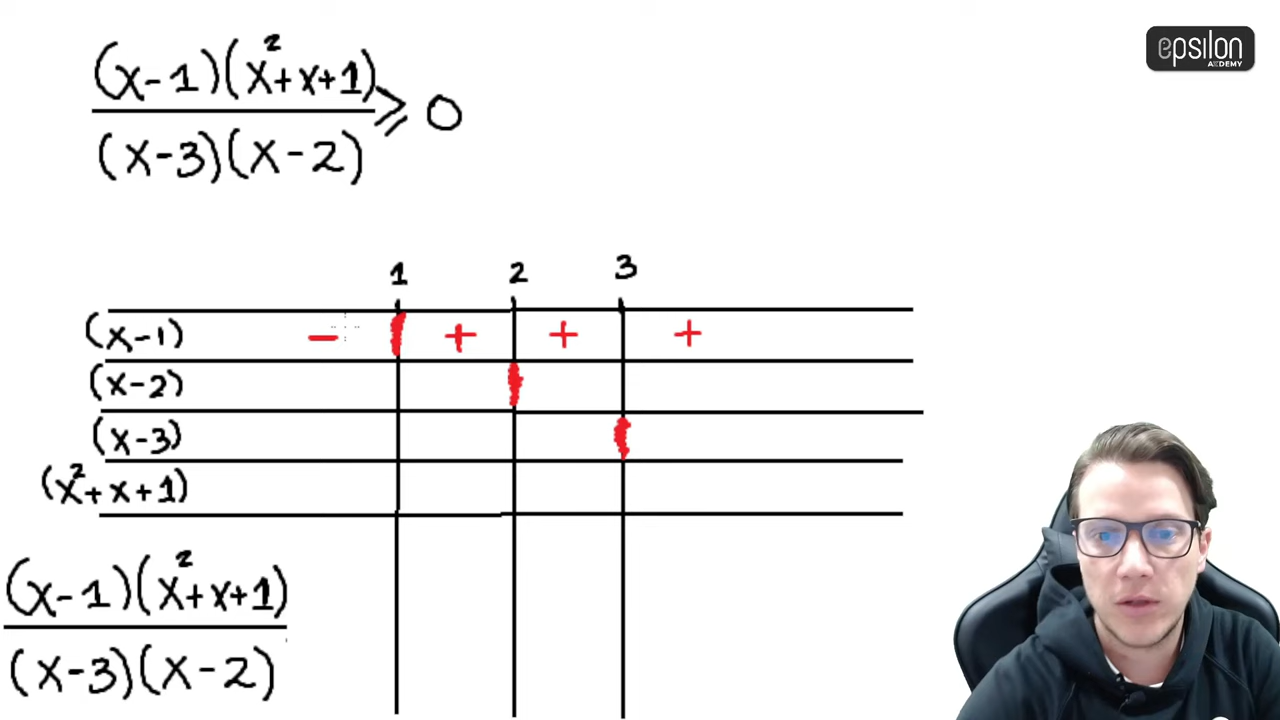 epsilon
AXDEMY
(x-1)(x²+x+1)
≥ 0
(x-3)(x-2)
1 2 3
(x-1) - + + +
(x-2)
(x-3)
(x²+x+1)
(x-1)(x²+x+1)
(x-3)(x-2)